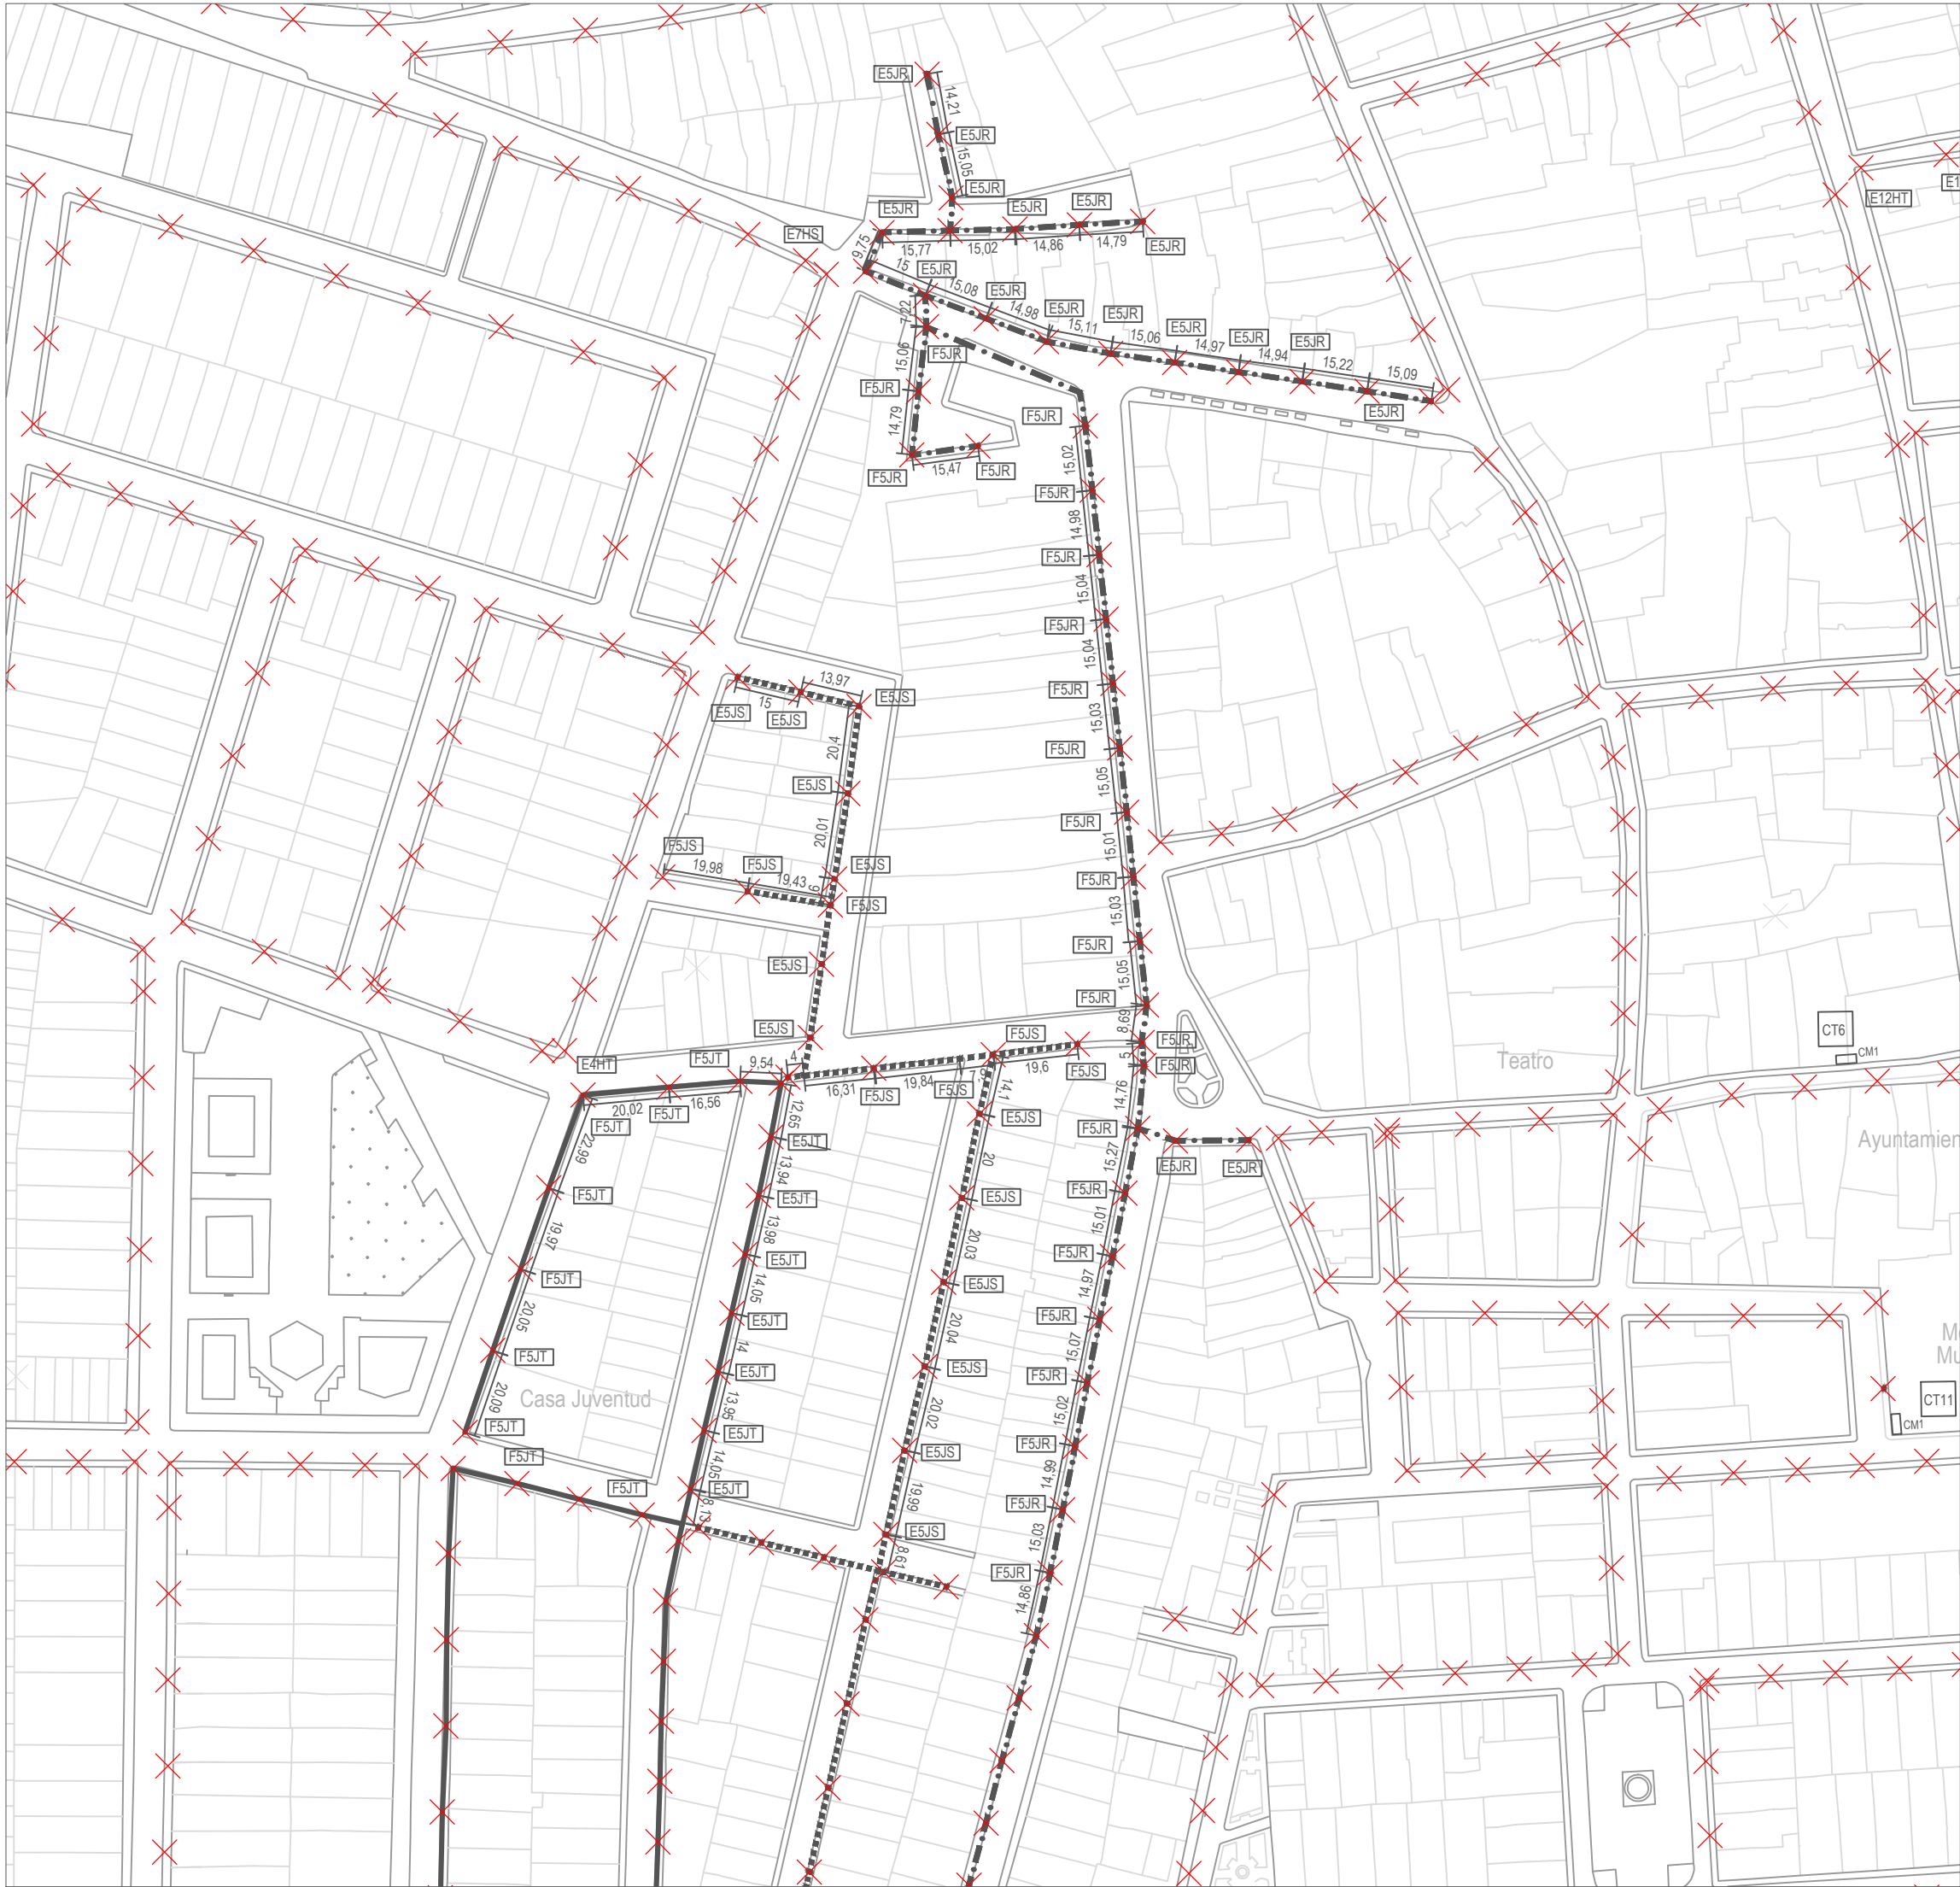 E5JR
14,21
E5JR
15,05
E5JR
E12HT
E5JR
E5JR
E5JR
E7HS
9,75
15,77
15,02
14,86
14,79
E5JR
15
E5JR
15,08
E5JR
14,98
E5JR
15,11
E5JR
15,06
E5JR
14,97
E5JR
14,94
E5JR
15,22
15,09
E5JR
7,22
15,06
F5JR
F5JR
14,79
F5JR
15,47
F5JR
F5JR
15,02
F5JR
14,98
F5JR
15,04
F5JR
15,04
F5JR
15,03
F5JR
15,05
F5JR
15,01
F5JR
15,03
F5JR
15,05
F5JR
8,69
F5JR
5
F5JR
14,76
F5JR
E5JR
E5JR
15,27
F5JR
15,01
F5JR
14,97
F5JR
15,07
F5JR
15,02
F5JR
14,99
F5JR
15,03
F5JR
14,86
13,97
15
E5JS
E5JS
E5JS
20,4
E5JS
20,01
E5JS
F5JS
19,98
F5JS
19,43
F5JS
E5JS
E5JS
E4HT
F5JT
9,54
4
F5JS
16,31
F5JS
19,84
F5JS
7,9
19,6
F5JS
20,02
F5JT
16,56
F5JT
22,99
F5JT
19,97
F5JT
20,05
F5JT
20,09
F5JT
F5JT
F5JT
12,65
E5JT
13,94
E5JT
13,98
E5JT
14,05
E5JT
14
E5JT
13,95
E5JT
14,05
E5JT
8,13
14,1
E5JS
20
E5JS
20,03
E5JS
20,04
E5JS
20,02
E5JS
19,99
E5JS
8,61
Casa Juventud
Teatro
CT6
CM1
Ayuntamien
CT11
CM1